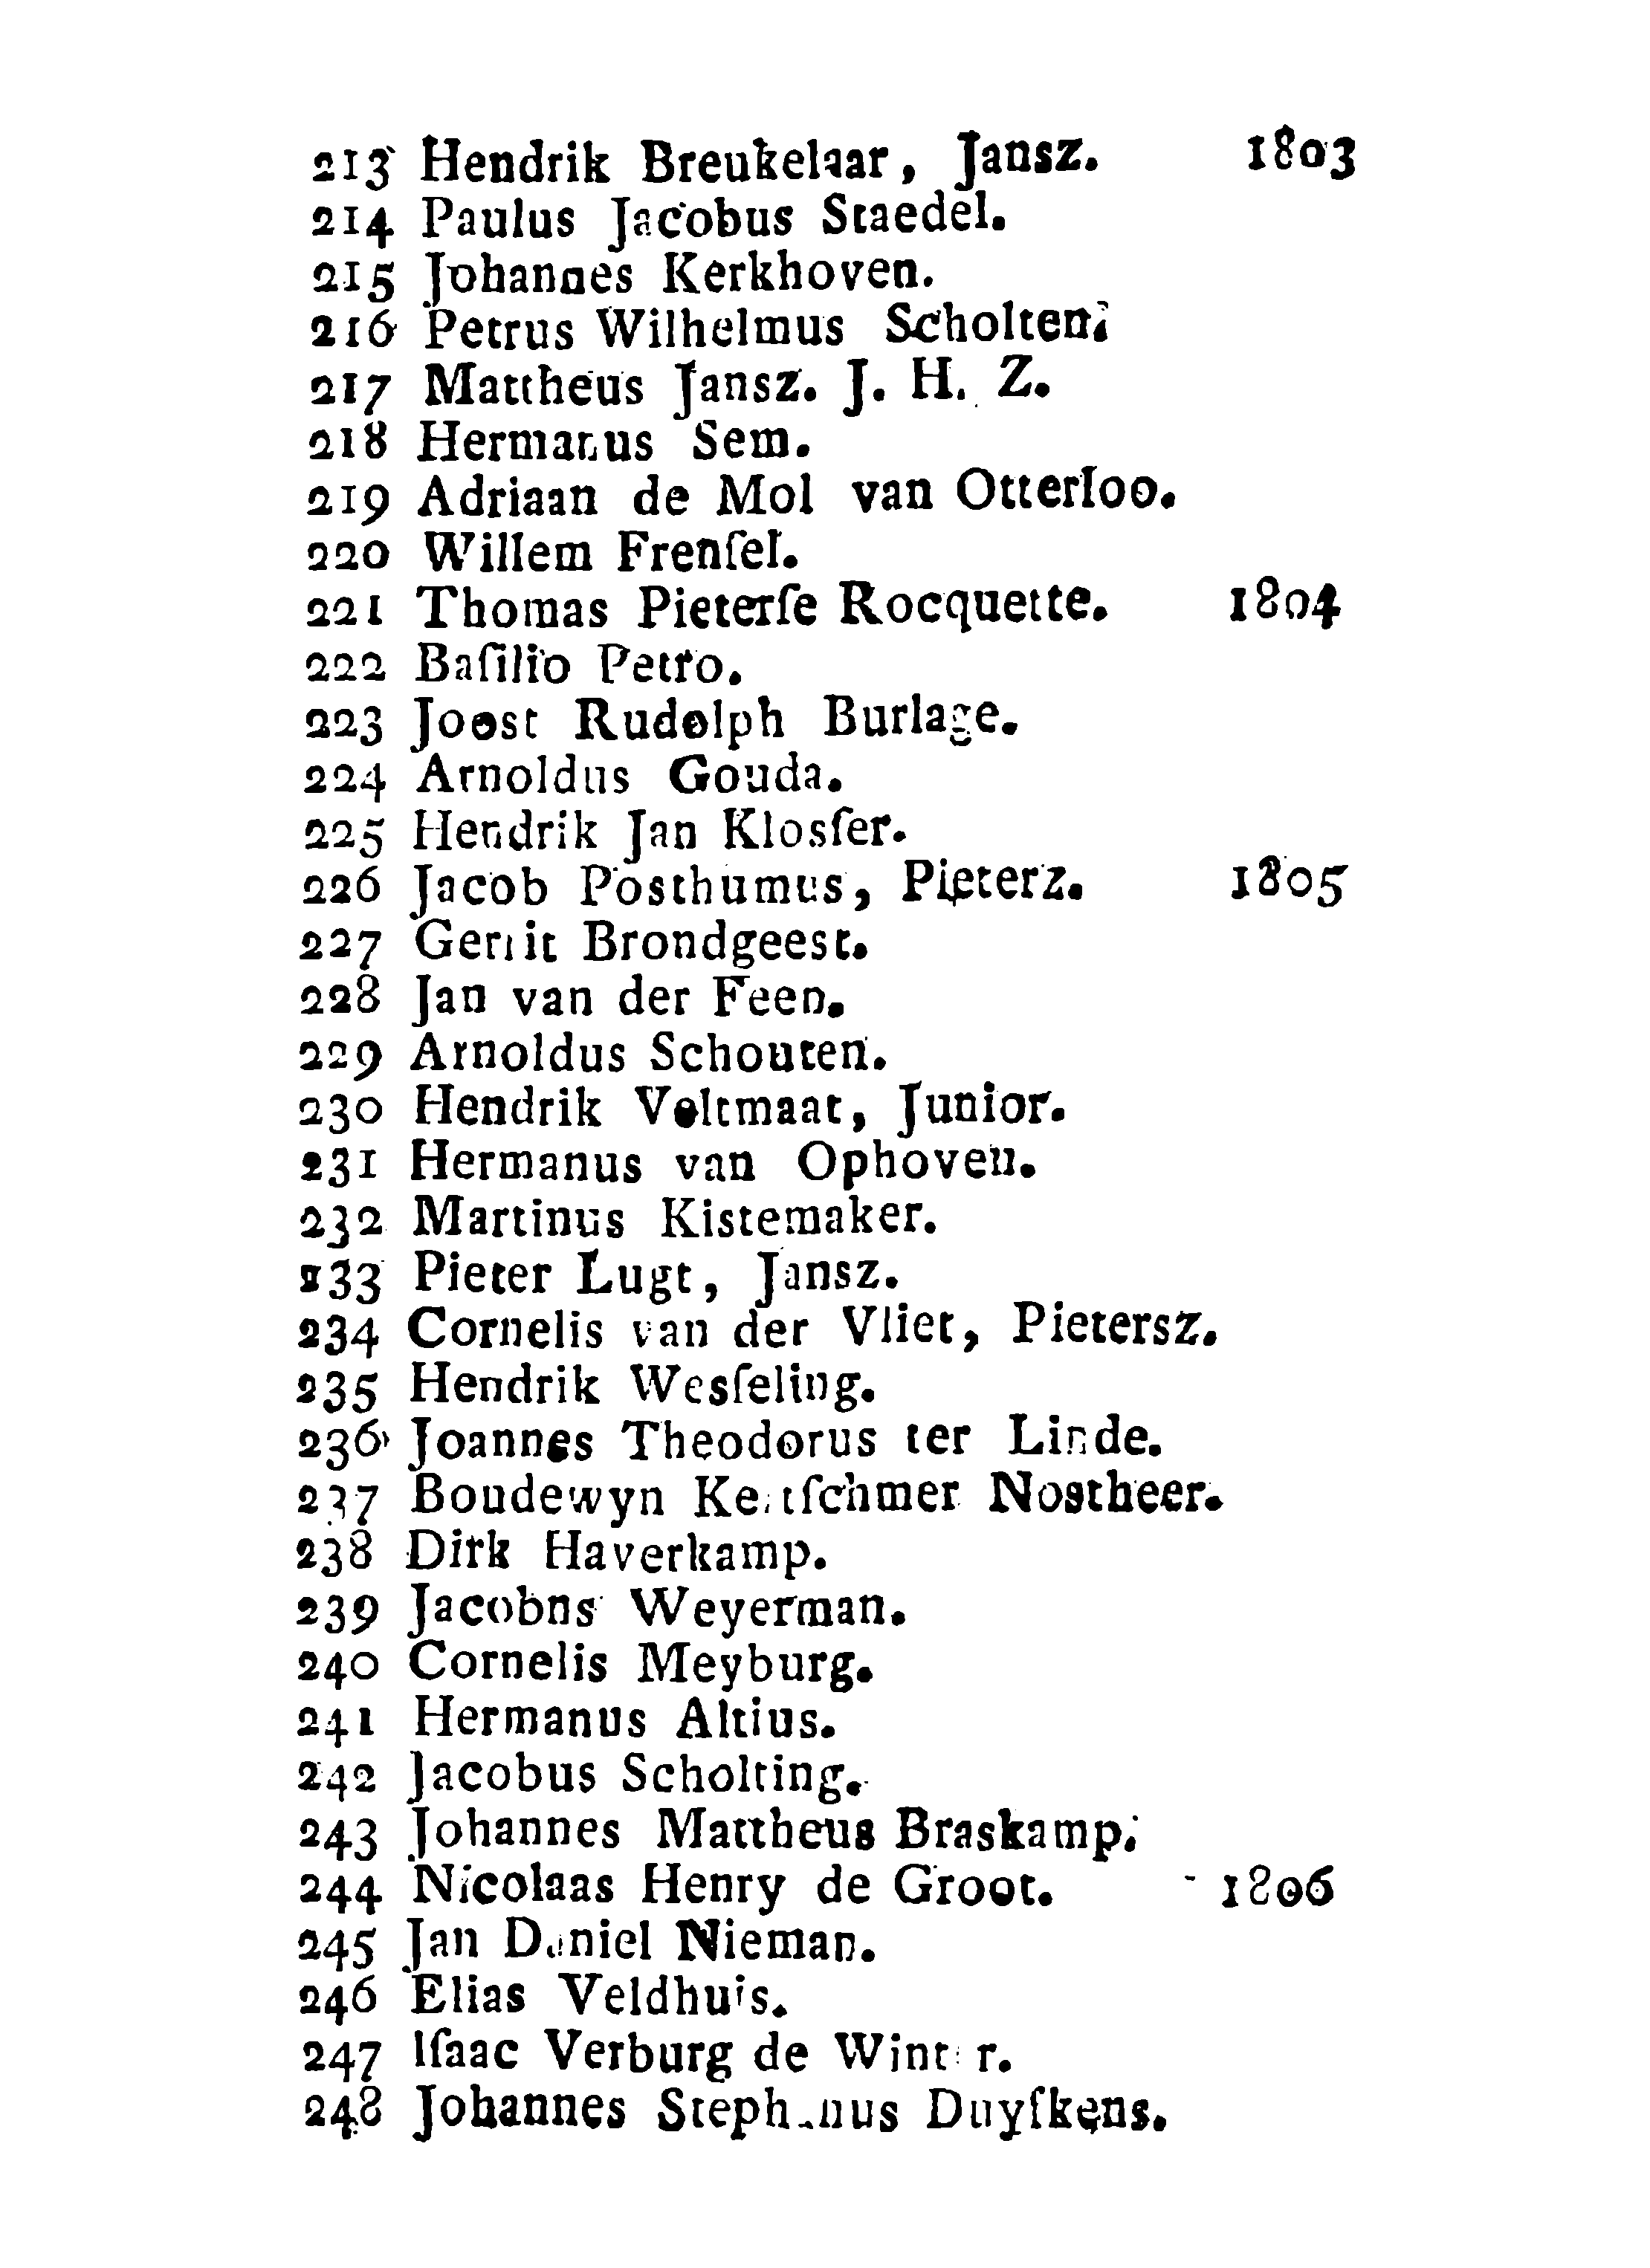 213 Hendrik Breukelaar, Jansz. 1803
214 Paulus Jacobus Staedel.
215 Johannes Kerkhoven.
216 Petrus Wilhelmus Scholten.
217 Mattheus Jansz. J. H. Z.
218 Hermanus Sem.
219 Adriaan de Mol van Otterloo.
220 Willem Frenſel.
221 Thomas Pieterſe Rocquette. 1804
222 Baſilio Petro.
223 Joost Rudolph Burlage.
224 Arnoldus Gouda.
225 Hendrik Jan Klosſer.
226 Jacob Posthumus, Pieterz. 1805
227 Gerrit Brondgeest.
228 Jan van der Feen.
229 Arnoldus Schouten.
230 Hendrik Voltmaat, Junior.
231 Hermanus van Ophoven.
232 Martinus Kistemaker.
233 Pieter Lugt, Jansz.
234 Cornelis van der Vliet, Pietersz.
235 Hendrik Wesſeling.
236 Joannes Theodorus ter Linde.
237 Boudewyn Nostheer.
238 Dirk Haverkamp.
239 Jacobns Weyerman.
240 Cornelis Meyburg.
241 Hermanus Altius.
242 Jacobus Scholting.
243 Johannes Mattheus Braskamp.
244 Nicolaas Henry de Groot. 1806
245 Jan Daniel Nieman.
246 Elias Veldhuis.
247 Iſaac Verburg de Winter.
248 Johannes Stephanus Duyſkens.